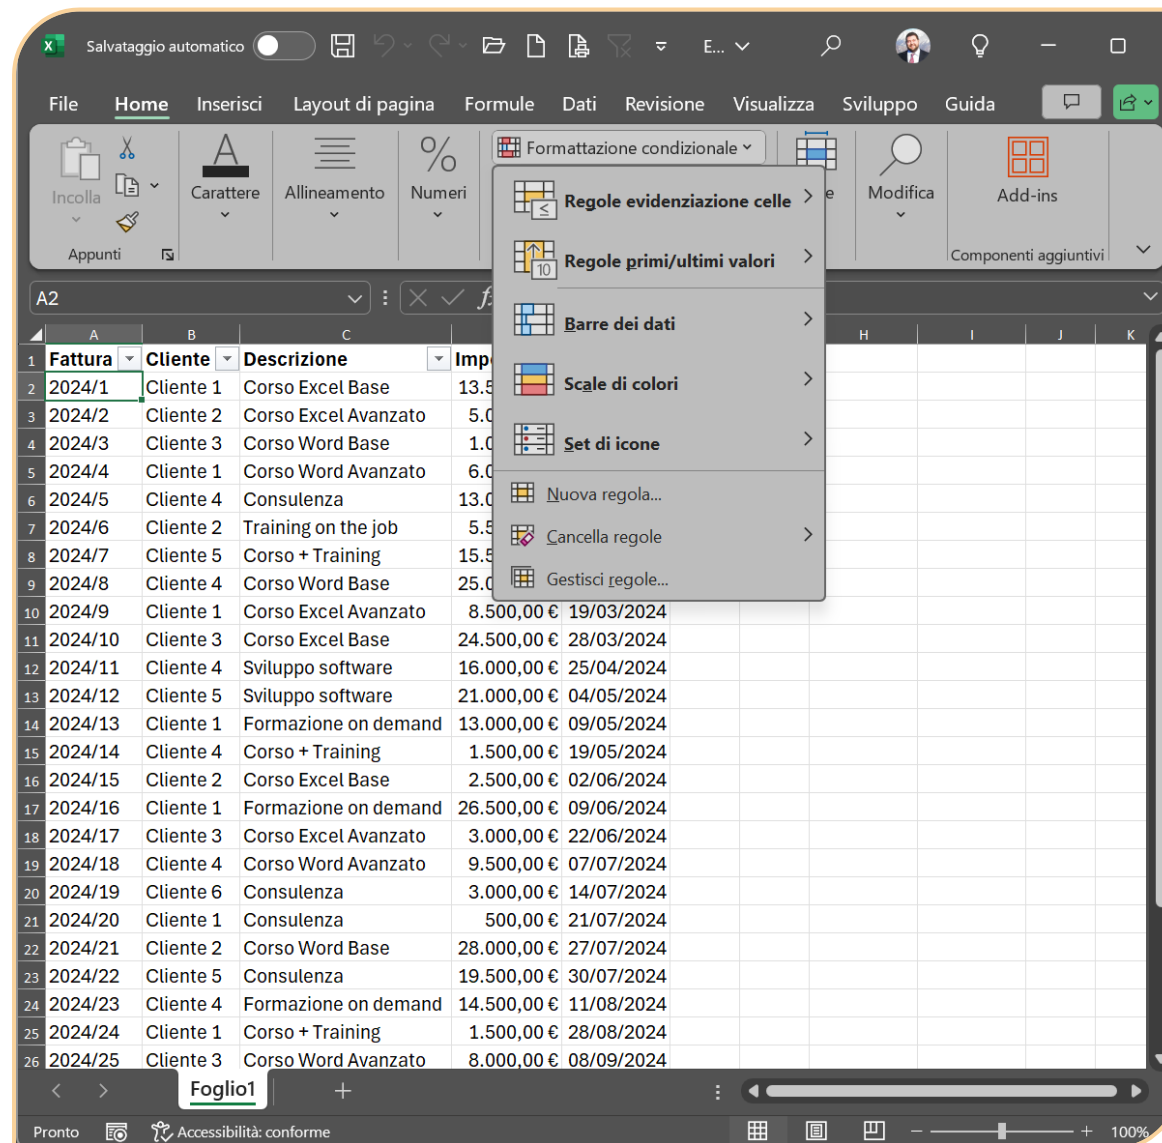 Salvataggio automatico E...
File Home Inserisci Layout di pagina Formule Dati Revisione Visualizza Sviluppo Guida
Formattazione condizionale
Incolla Carattere Allineamento Numeri Modifica Add-ins
Appunti Componenti aggiuntivi
Regole evidenziazione celle
Regole primi/ultimi valori
Barre dei dati
Scale di colori
Set di icone
Nuova regola...
Cancella regole
Gestisci regole...
A2
A B C H I J K
1 Fattura Cliente Descrizione
2 2024/1 Cliente 1 Corso Excel Base
3 2024/2 Cliente 2 Corso Excel Avanzato
4 2024/3 Cliente 3 Corso Word Base
5 2024/4 Cliente 1 Corso Word Avanzato
6 2024/5 Cliente 4 Consulenza
7 2024/6 Cliente 2 Training on the job
8 2024/7 Cliente 5 Corso + Training
9 2024/8 Cliente 4 Corso Word Base
10 2024/9 Cliente 1 Corso Excel Avanzato 8.500,00 € 19/03/2024
11 2024/10 Cliente 3 Corso Excel Base 24.500,00 € 28/03/2024
12 2024/11 Cliente 4 Sviluppo software 16.000,00 € 25/04/2024
13 2024/12 Cliente 5 Sviluppo software 21.000,00 € 04/05/2024
14 2024/13 Cliente 1 Formazione on demand 13.000,00 € 09/05/2024
15 2024/14 Cliente 4 Corso + Training 1.500,00 € 19/05/2024
16 2024/15 Cliente 2 Corso Excel Base 2.500,00 € 02/06/2024
17 2024/16 Cliente 1 Formazione on demand 26.500,00 € 09/06/2024
18 2024/17 Cliente 3 Corso Excel Avanzato 3.000,00 € 22/06/2024
19 2024/18 Cliente 4 Corso Word Avanzato 9.500,00 € 07/07/2024
20 2024/19 Cliente 6 Consulenza 3.000,00 € 14/07/2024
21 2024/20 Cliente 1 Consulenza 500,00 € 21/07/2024
22 2024/21 Cliente 2 Corso Word Base 28.000,00 € 27/07/2024
23 2024/22 Cliente 5 Consulenza 19.500,00 € 30/07/2024
24 2024/23 Cliente 4 Formazione on demand 14.500,00 € 11/08/2024
25 2024/24 Cliente 1 Corso + Training 1.500,00 € 28/08/2024
26 2024/25 Cliente 3 Corso Word Avanzato 8.000,00 € 08/09/2024
Foglio1
Pronto Accessibilità: conforme 100%